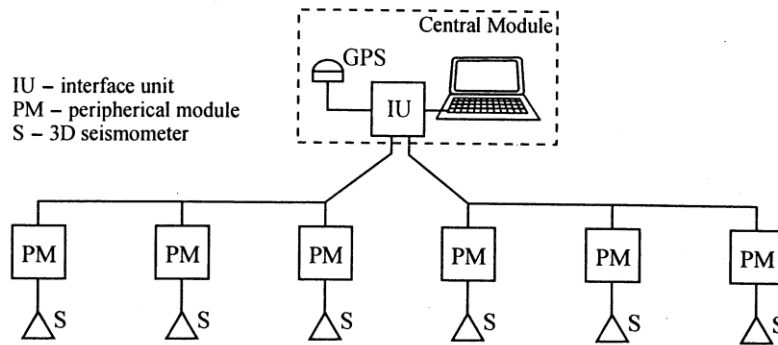 Central Module
GPS
IU – interface unit
PM – peripherical module
S – 3D seismometer
IU
PM PM PM PM PM PM
S S S S S S